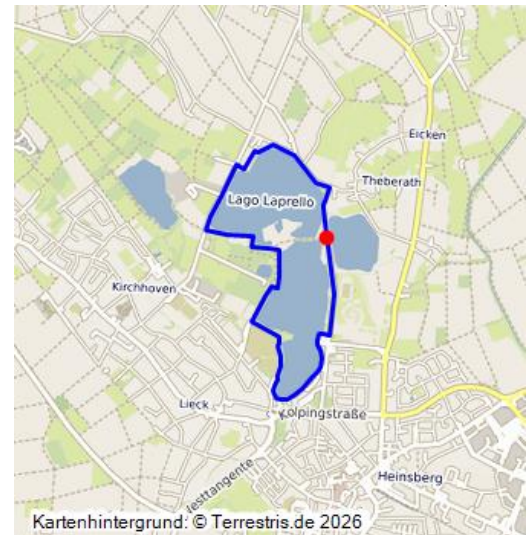 Eicken
Theberath
Lago Laprello
Kirchhoven
Lieck
Kolpingstraße
Heinsberg
Kartenhintergrund: © Terrestris.de 2026